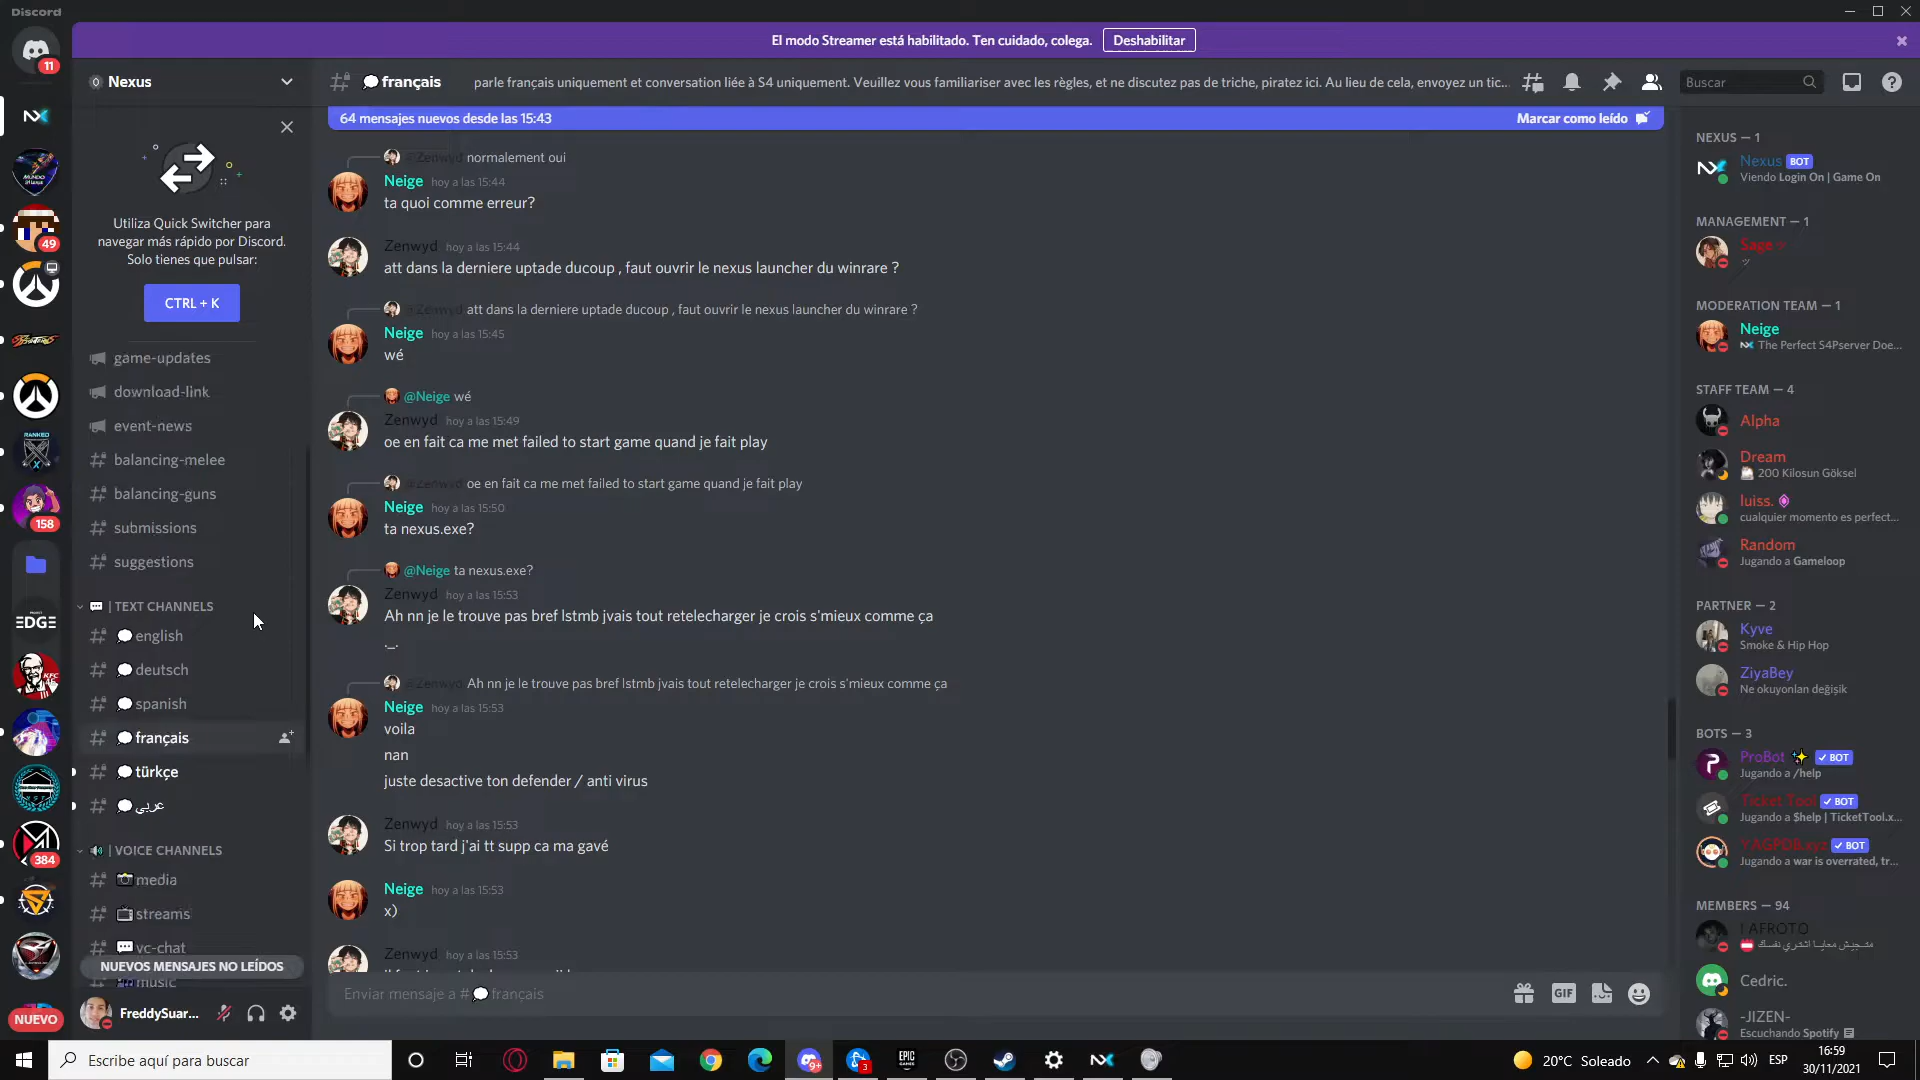 Discord
El modo Streamer está habilitado. Ten cuidado, colega.
Deshabilitar
11
Nexus
français
parle français uniquement et conversation liée à S4 uniquement. Veuillez vous familiariser avec les règles, et ne discutez pas de triche, piratez ici. Au lieu de cela, envoyez un tic...
Buscar
64 mensajes nuevos desde las 15:43
Marcar como leído
Utiliza Quick Switcher para
navegar más rápido por Discord.
Solo tienes que pulsar:
CTRL + K
game-updates
download-link
event-news
balancing-melee
balancing-guns
submissions
suggestions
| TEXT CHANNELS
english
deutsch
spanish
français
türkçe
عربي
| VOICE CHANNELS
media
streams
vc-chat
NUEVOS MENSAJES NO LEÍDOS
music
FreddySuar...
MUNDO
49
RANKED
158
EDGE
KFC
384
NUEVO
@Zenwyd normalement oui
Neige hoy a las 15:44
ta quoi comme erreur?
Zenwyd hoy a las 15:44
att dans la derniere uptade ducoup , faut ouvrir le nexus launcher du winrare ?
@Zenwyd att dans la derniere uptade ducoup , faut ouvrir le nexus launcher du winrare ?
Neige hoy a las 15:45
wé
@Neige wé
Zenwyd hoy a las 15:49
oe en fait ca me met failed to start game quand je fait play
@Zenwyd oe en fait ca me met failed to start game quand je fait play
Neige hoy a las 15:50
ta nexus.exe?
@Neige ta nexus.exe?
Zenwyd hoy a las 15:53
Ah nn je le trouve pas bref lstmb jvais tout retelecharger je crois s'mieux comme ça
._.
@Zenwyd Ah nn je le trouve pas bref lstmb jvais tout retelecharger je crois s'mieux comme ça
Neige hoy a las 15:53
voila
nan
juste desactive ton defender / anti virus
Zenwyd hoy a las 15:53
Si trop tard j'ai tt supp ca ma gavé
Neige hoy a las 15:53
x)
Zenwyd hoy a las 15:53
Enviar mensaje a # français
GIF
NEXUS — 1
Nexus BOT
Viendo Login On | Game On
MANAGEMENT — 1
Sage ッ
ッ
MODERATION TEAM — 1
Neige
The Perfect S4Pserver Doe...
STAFF TEAM — 4
Alpha
Dream
200 Kilosun Göksel
luiss.
cualquier momento es perfect...
Random
Jugando a Gameloop
PARTNER — 2
Kyve
Smoke & Hip Hop
ZiyaBey
Ne okuyonlan değişik
BOTS — 3
ProBot ✨ ✓ BOT
Jugando a /help
Ticket Tool ✓ BOT
Jugando a $help | TicketTool.x...
YAGPDB.xyz ✓ BOT
Jugando a war is overrated, tr...
MEMBERS — 94
! AFROTO
متجيش معايا اشتري نفسك
Cedric.
-JIZEN-
Escuchando Spotify
Escribe aquí para buscar
9+
3
EPIC
GAMES
20°C Soleado
ESP
16:59
30/11/2021